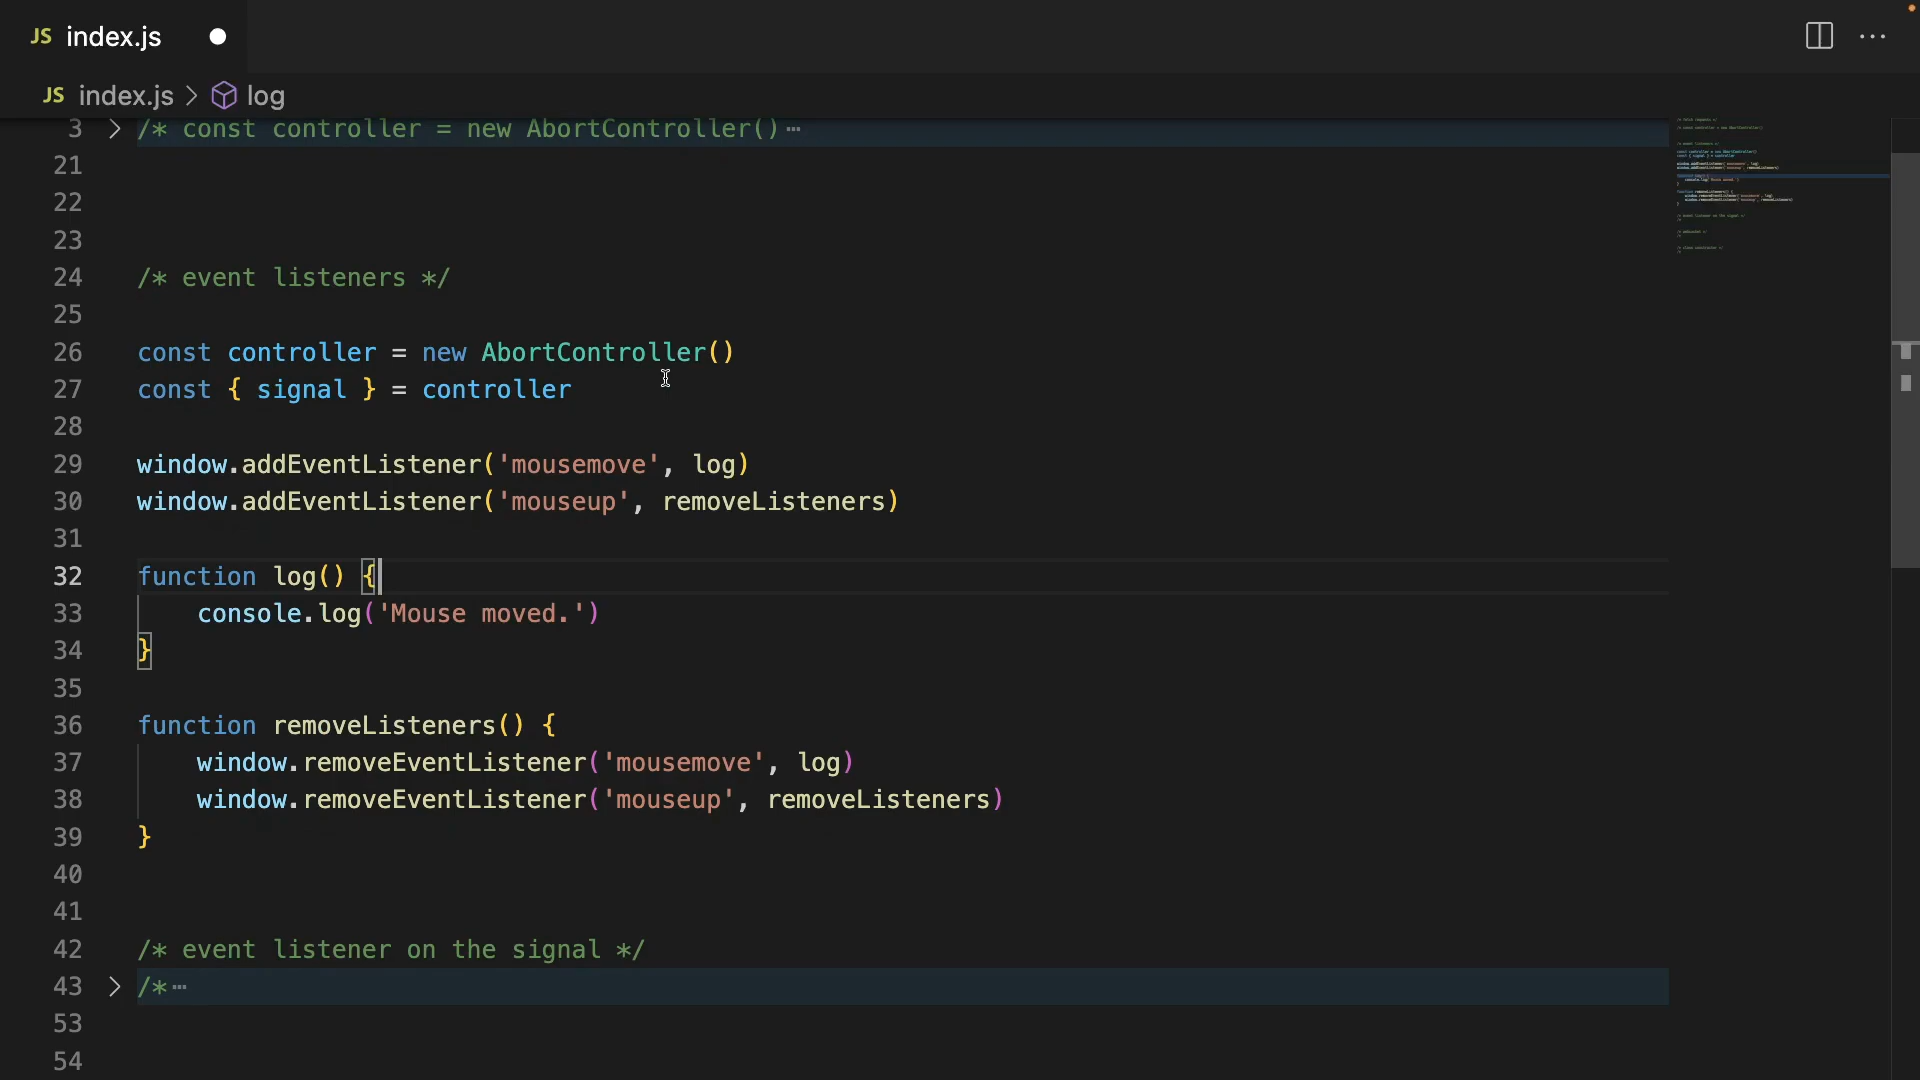 JS index.js
JS index.js > log
3 > /* const controller = new AbortController()…
21
22
23
24 /* event listeners */
25
26 const controller = new AbortController()
27 const { signal } = controller
28
29 window.addEventListener('mousemove', log)
30 window.addEventListener('mouseup', removeListeners)
31
32 function log() {
33     console.log('Mouse moved.')
34 }
35
36 function removeListeners() {
37     window.removeEventListener('mousemove', log)
38     window.removeEventListener('mouseup', removeListeners)
39 }
40
41
42 /* event listener on the signal */
43 > /*…
53
54